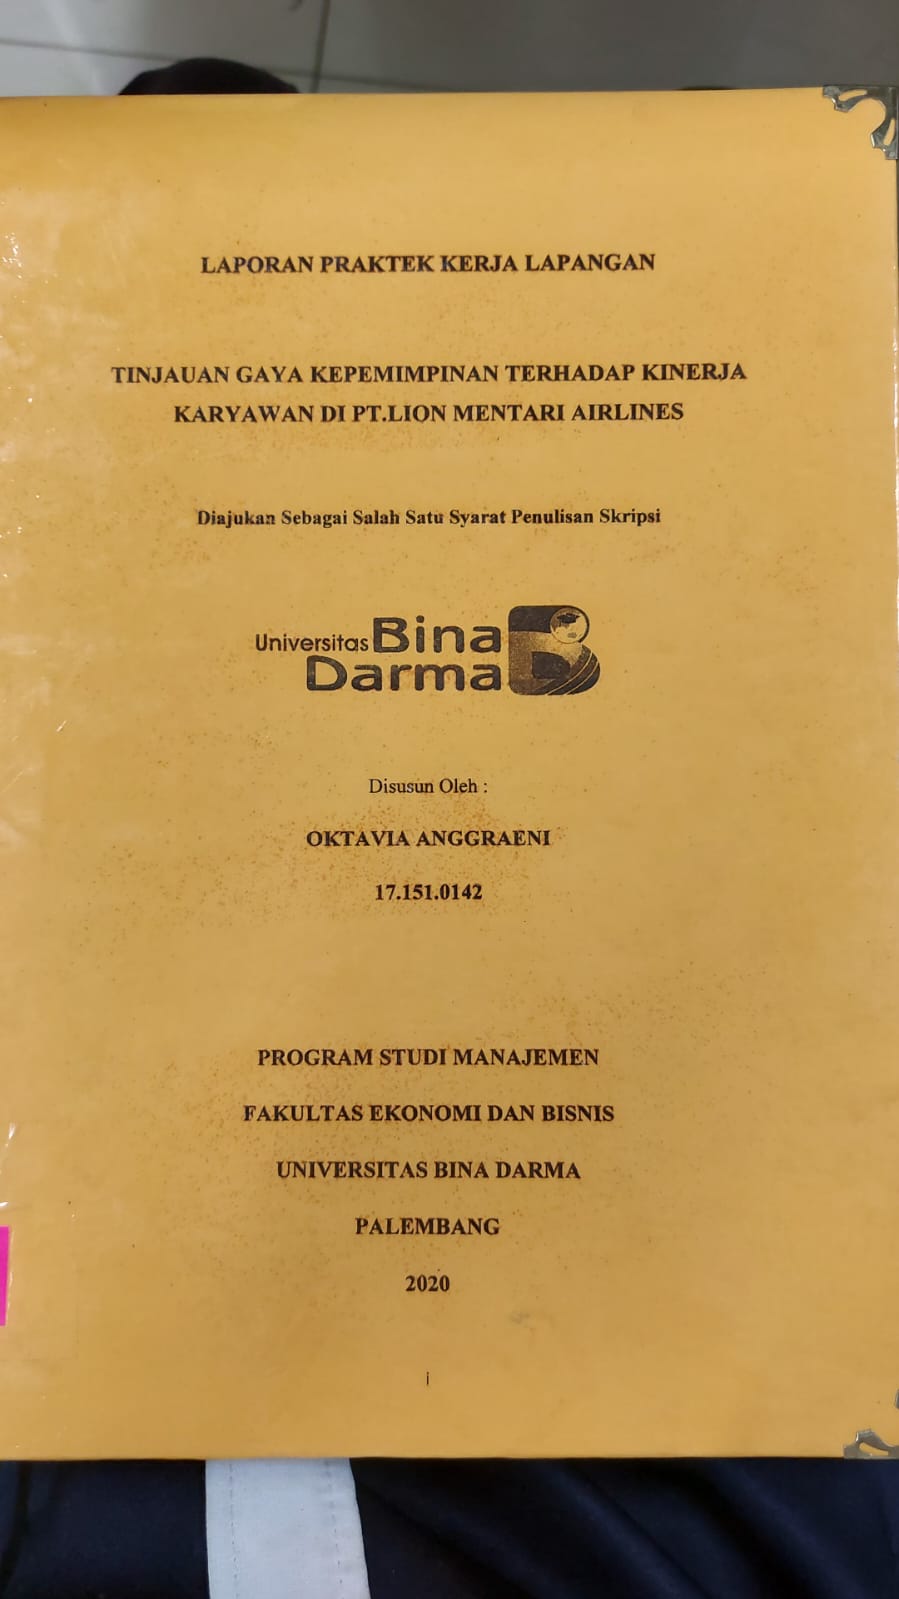 LAPORAN PRAKTEK KERJA LAPANGAN
TINJAUAN GAYA KEPEMIMPINAN TERHADAP KINERJA
KARYAWAN DI PT.LION MENTARI AIRLINES
Diajukan Sebagai Salah Satu Syarat Penulisan Skripsi
Universitas Bina
Darma
Disusun Oleh :
OKTAVIA ANGGRAENI
17.151.0142
PROGRAM STUDI MANAJEMEN
FAKULTAS EKONOMI DAN BISNIS
UNIVERSITAS BINA DARMA
PALEMBANG
2020
i